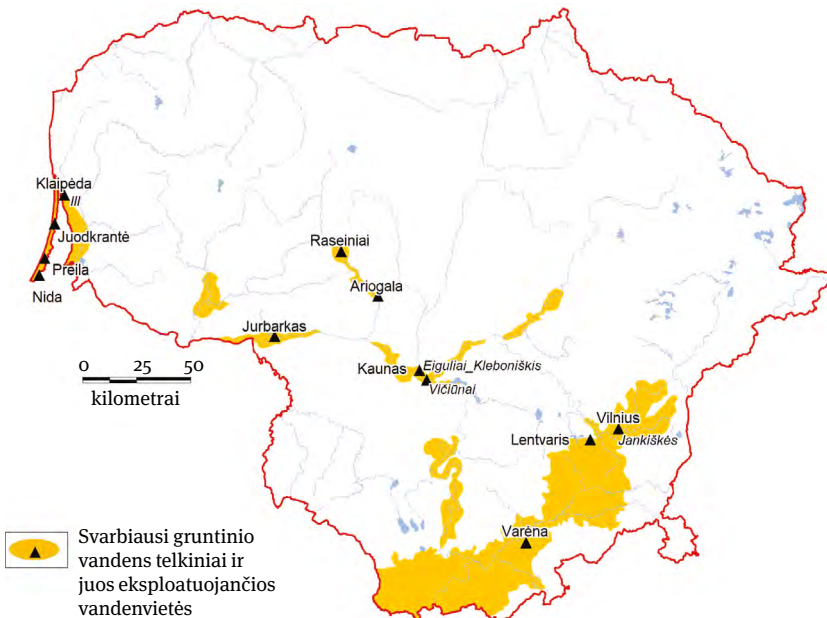 Klaipėda
III
Juodkrantė
Preila
Nida
Raseiniai
Ariogala
Jurbarkas
0 25 50
kilometrai
Kaunas
Eiguliai_Kleboniškis
Vičiūnai
Vilnius
Lentvaris
Jankiškės
Varėna
Svarbiausi gruntinio
vandens telkiniai ir
juos eksploatuojančios
vandenvietės